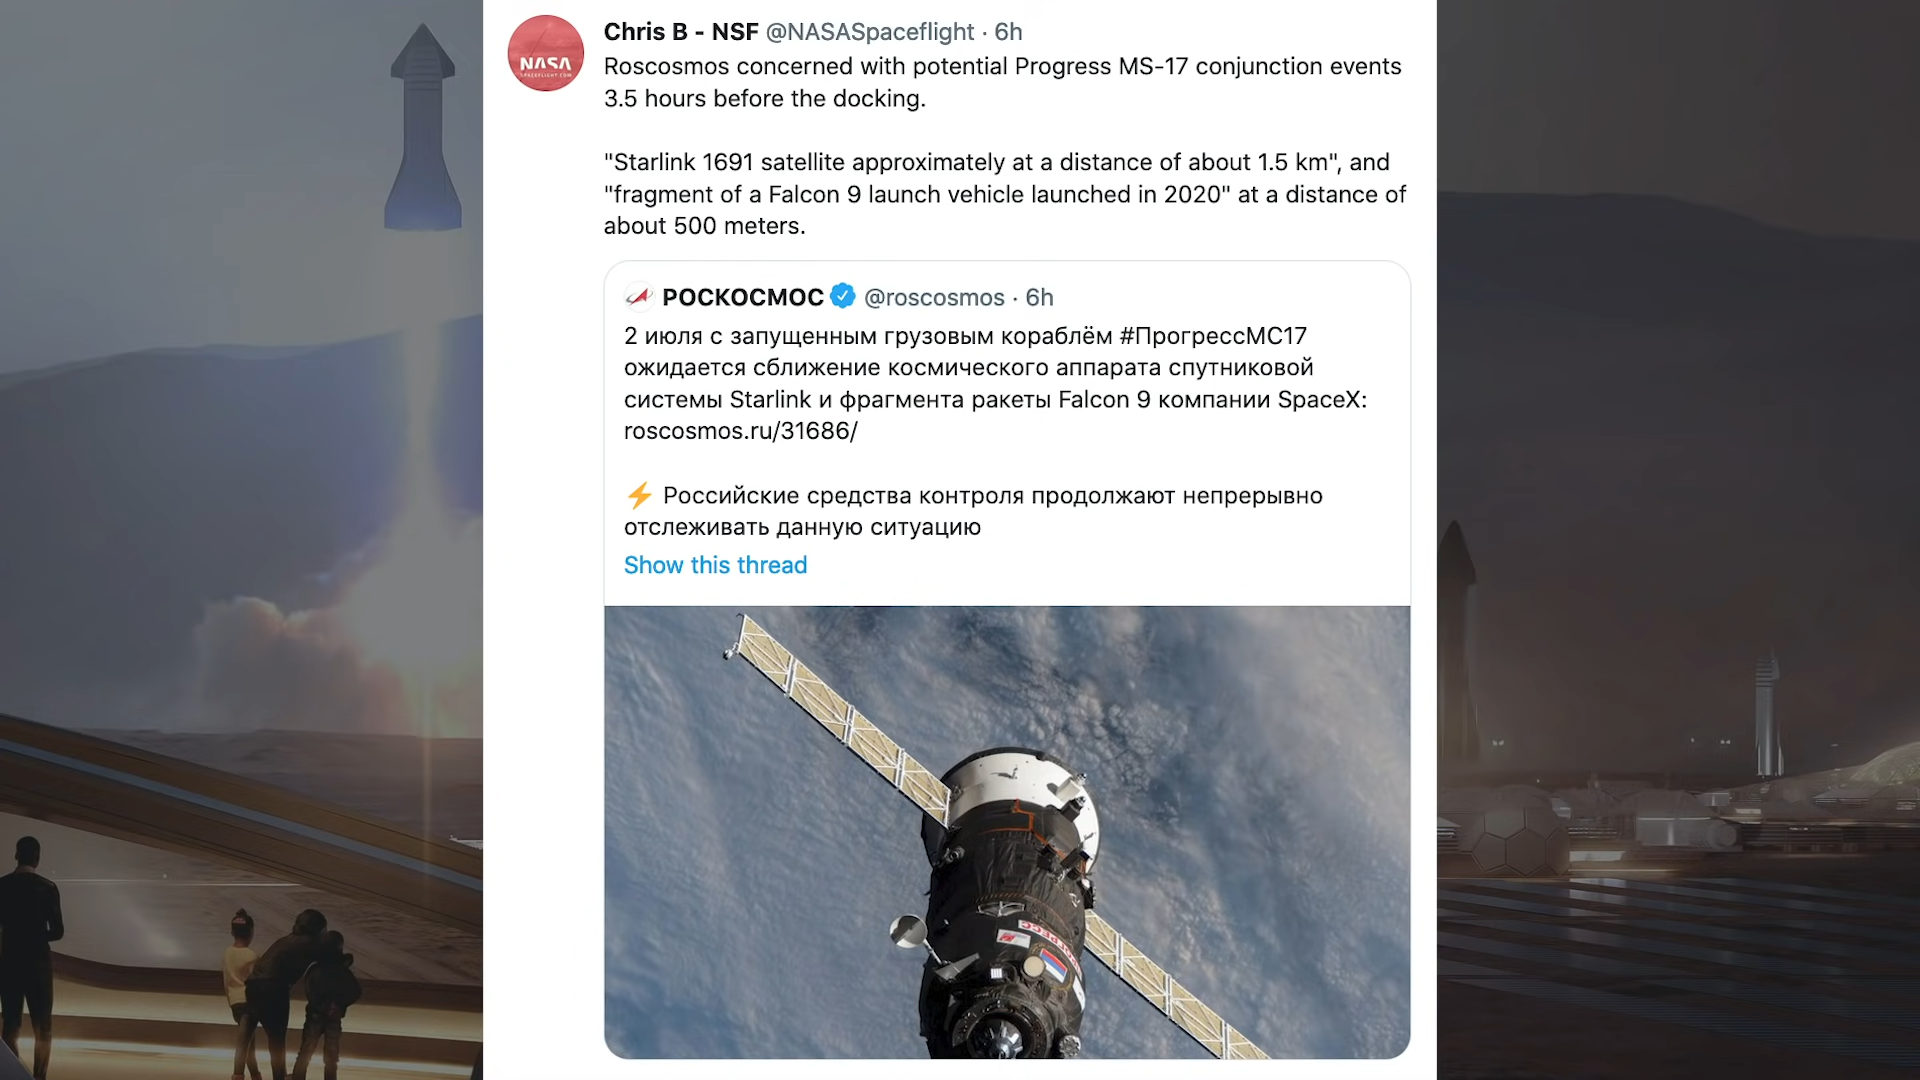 Chris B - NSF @NASASpaceflight · 6h
NASA
SPACEFLIGHT.COM
Roscosmos concerned with potential Progress MS-17 conjunction events
3.5 hours before the docking.
"Starlink 1691 satellite approximately at a distance of about 1.5 km", and
"fragment of a Falcon 9 launch vehicle launched in 2020" at a distance of
about 500 meters.
РОСКОСМОС @roscosmos · 6h
2 июля с запущенным грузовым кораблём #ПрогрессМС17
ожидается сближение космического аппарата спутниковой
системы Starlink и фрагмента ракеты Falcon 9 компании SpaceX:
roscosmos.ru/31686/
⚡ Российские средства контроля продолжают непрерывно
отслеживать данную ситуацию
Show this thread